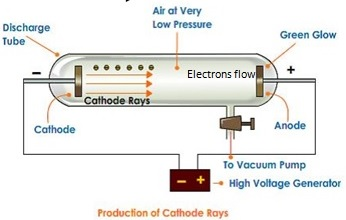 Air at Very
Low Pressure
Discharge
Tube
Green Glow
−
+
Electrons flow
Cathode Rays
Cathode
Anode
To Vacuum Pump
− +
High Voltage Generator
Production of Cathode Rays